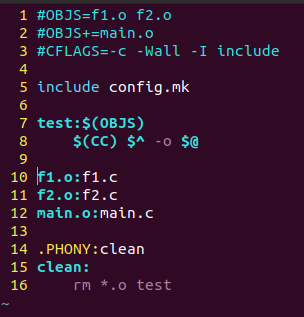 1 #OBJS=f1.o f2.o
2 #OBJS+=main.o
3 #CFLAGS=-c -Wall -I include
4
5 include config.mk
6
7 test:$(OBJS)
8     $(CC) $^ -o $@
9
10 f1.o:f1.c
11 f2.o:f2.c
12 main.o:main.c
13
14 .PHONY:clean
15 clean:
16     rm *.o test
~